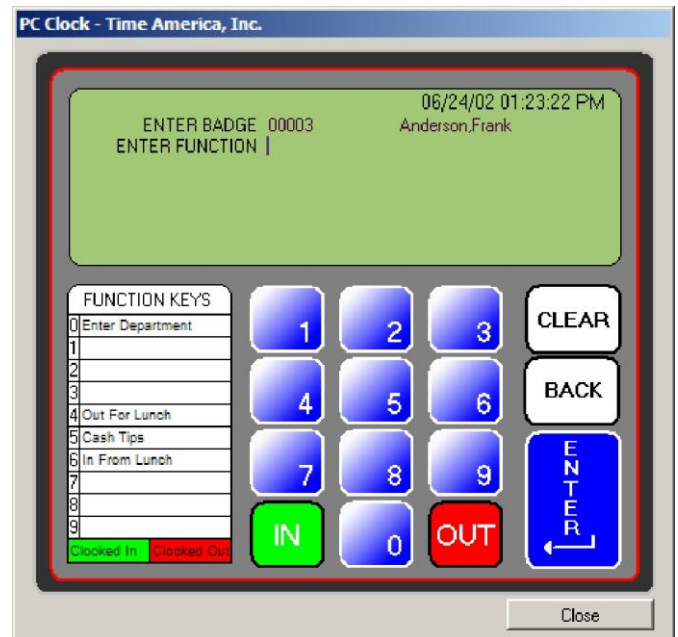 PC Clock - Time America, Inc.
06/24/02 01:23:22 PM
ENTER BADGE 00003 Anderson,Frank
ENTER FUNCTION
FUNCTION KEYS
0 Enter Department
1
2
3
4 Out For Lunch
5 Cash Tips
6 In From Lunch
7
8
9
Clocked In Clocked Out
1 2 3
4 5 6
7 8 9
IN 0 OUT
CLEAR
BACK
ENTER
Close